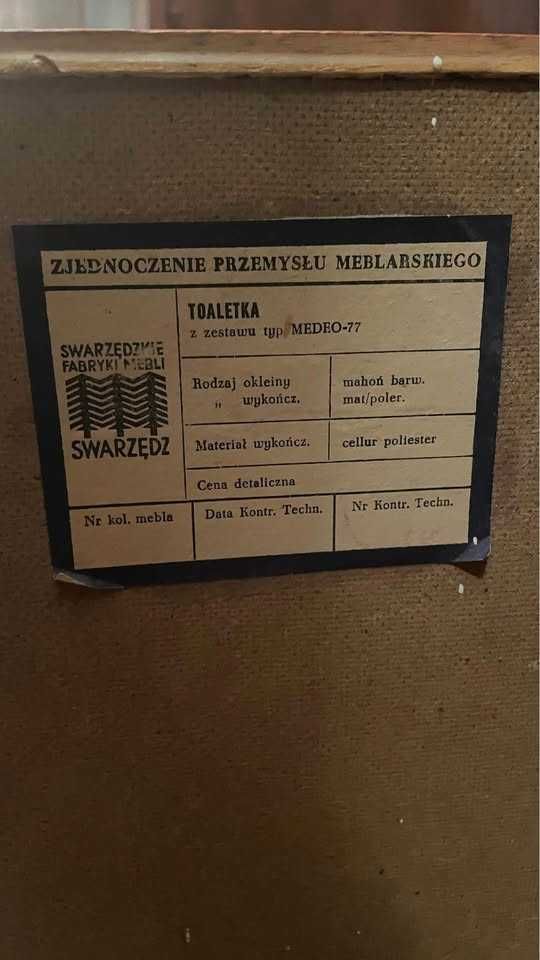 ZJEDNOCZENIE PRZEMYSŁU MEBLARSKIEGO
SWARZĘDZKIE
FABRYKI MEBLI
SWARZĘDZ
TOALETKA
z zestawu typ MEDEO-77
Rodzaj okleiny mahoń barw.
„ wykończ. mat/poler.
Materiał wykończ. cellur poliester
Cena detaliczna
Nr kol. mebla
Data Kontr. Techn.
Nr Kontr. Techn.